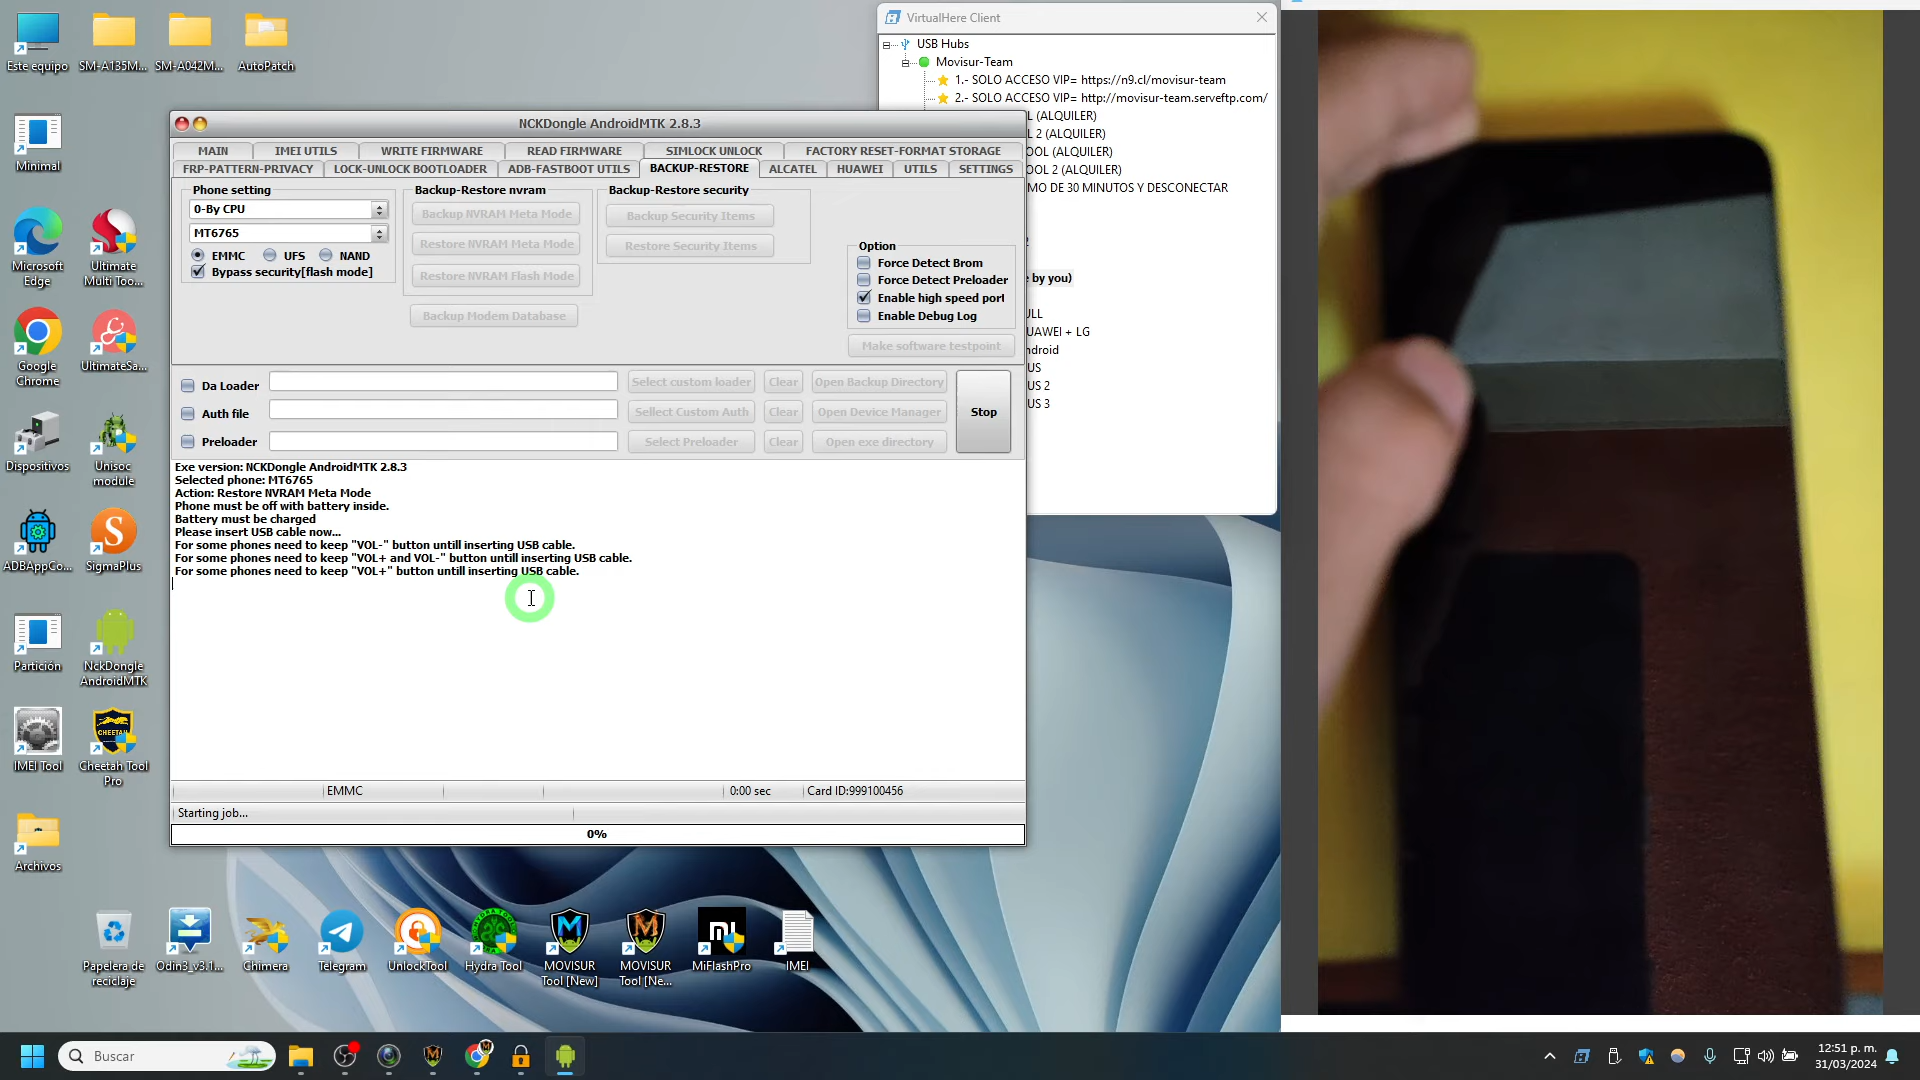 Este equipo
SM-A135M...
SM-A042M...
AutoPatch
Minimal
Microsoft
Edge
Ultimate
Multi Too...
Google
Chrome
UltimateSa...
Dispositivos
Unisoc
module
ADBAppCo...
SigmaPlus
Partición
NckDongle
AndroidMTK
IMEI Tool
Cheetah Tool
Pro
Archivos
Papelera de
reciclaje
Odin3_v3.1...
Chimera
Telegram
UnlockTool
Hydra Tool
MOVISUR
Tool [New]
MOVISUR
Tool [Ne...
MiFlashPro
IMEI
VirtualHere Client
USB Hubs
Movisur-Team
1.- SOLO ACCESO VIP= https://n9.cl/movisur-team
2.- SOLO ACCESO VIP= http://movisur-team.serveftp.com/
L (ALQUILER)
L 2 (ALQUILER)
OOL (ALQUILER)
OOL 2 (ALQUILER)
MO DE 30 MINUTOS Y DESCONECTAR
e by you)
ULL
UAWEI + LG
ndroid
US
US 2
US 3
NCKDongle AndroidMTK 2.8.3
MAIN
IMEI UTILS
WRITE FIRMWARE
READ FIRMWARE
SIMLOCK UNLOCK
FACTORY RESET-FORMAT STORAGE
FRP-PATTERN-PRIVACY
LOCK-UNLOCK BOOTLOADER
ADB-FASTBOOT UTILS
BACKUP-RESTORE
ALCATEL
HUAWEI
UTILS
SETTINGS
Phone setting
0-By CPU
MT6765
EMMC
UFS
NAND
Bypass security[flash mode]
Backup-Restore nvram
Backup NVRAM Meta Mode
Restore NVRAM Meta Mode
Restore NVRAM Flash Mode
Backup Modem Database
Backup-Restore security
Backup Security Items
Restore Security Items
Option
Force Detect Brom
Force Detect Preloader
Enable high speed port
Enable Debug Log
Make software testpoint
Da Loader
Select custom loader
Clear
Open Backup Directory
Auth file
Sellect Custom Auth
Clear
Open Device Manager
Preloader
Select Preloader
Clear
Open exe directory
Stop
Exe version: NCKDongle AndroidMTK 2.8.3
Selected phone: MT6765
Action: Restore NVRAM Meta Mode
Phone must be off with battery inside.
Battery must be charged
Please insert USB cable now...
For some phones need to keep "VOL-" button untill inserting USB cable.
For some phones need to keep "VOL+ and VOL-" button untill inserting USB cable.
For some phones need to keep "VOL+" button untill inserting USB cable.
EMMC
0:00 sec
Card ID:999100456
Starting job...
0%
Buscar
12:51 p. m.
31/03/2024